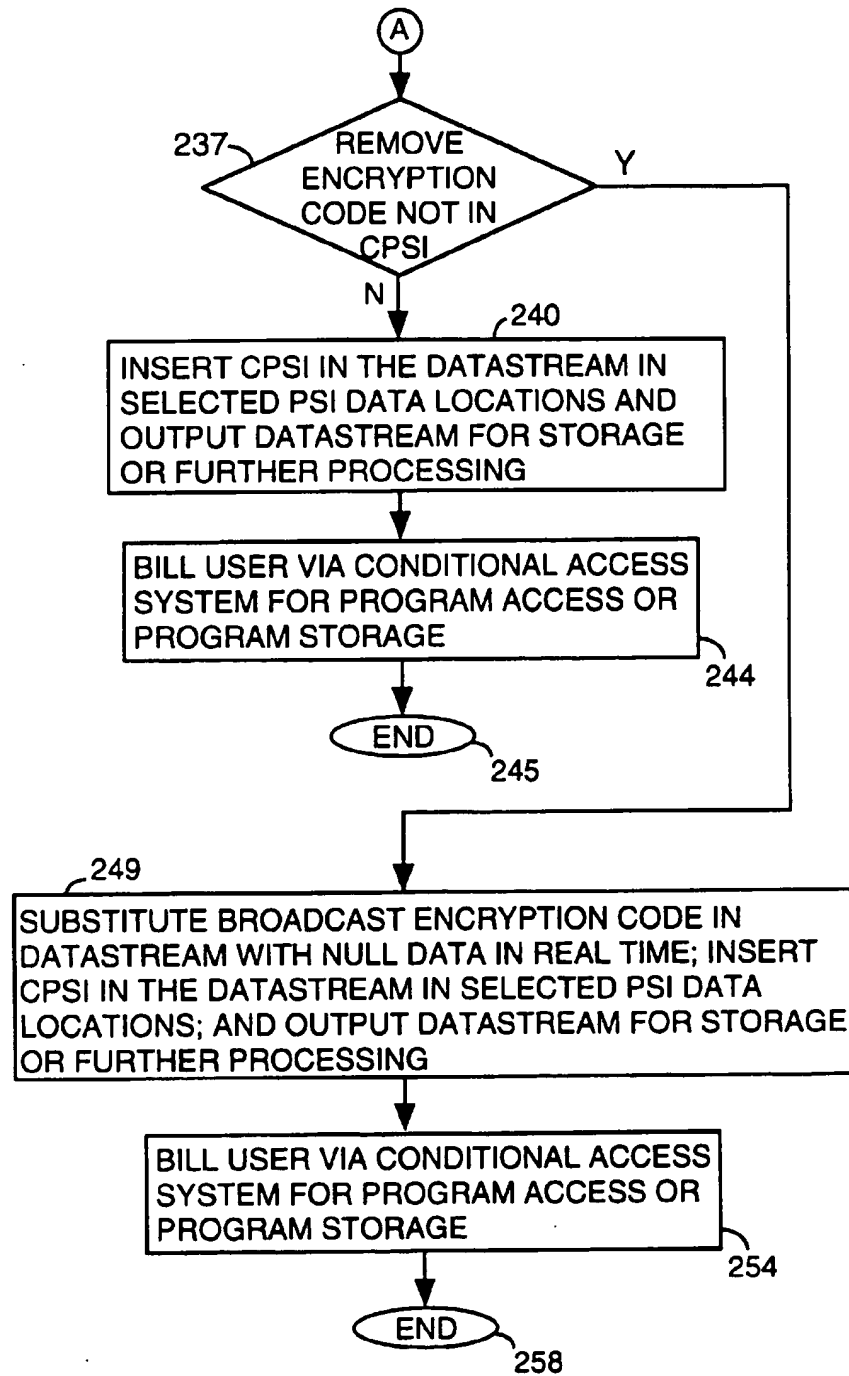 A
237
REMOVE
ENCRYPTION
CODE NOT IN
CPSI
Y
N
240
INSERT CPSI IN THE DATASTREAM IN
SELECTED PSI DATA LOCATIONS AND
OUTPUT DATASTREAM FOR STORAGE
OR FURTHER PROCESSING
BILL USER VIA CONDITIONAL ACCESS
SYSTEM FOR PROGRAM ACCESS OR
PROGRAM STORAGE
244
END
245
249
SUBSTITUTE BROADCAST ENCRYPTION CODE IN
DATASTREAM WITH NULL DATA IN REAL TIME; INSERT
CPSI IN THE DATASTREAM IN SELECTED PSI DATA
LOCATIONS; AND OUTPUT DATASTREAM FOR STORAGE
OR FURTHER PROCESSING
BILL USER VIA CONDITIONAL ACCESS
SYSTEM FOR PROGRAM ACCESS OR
PROGRAM STORAGE
254
END
258